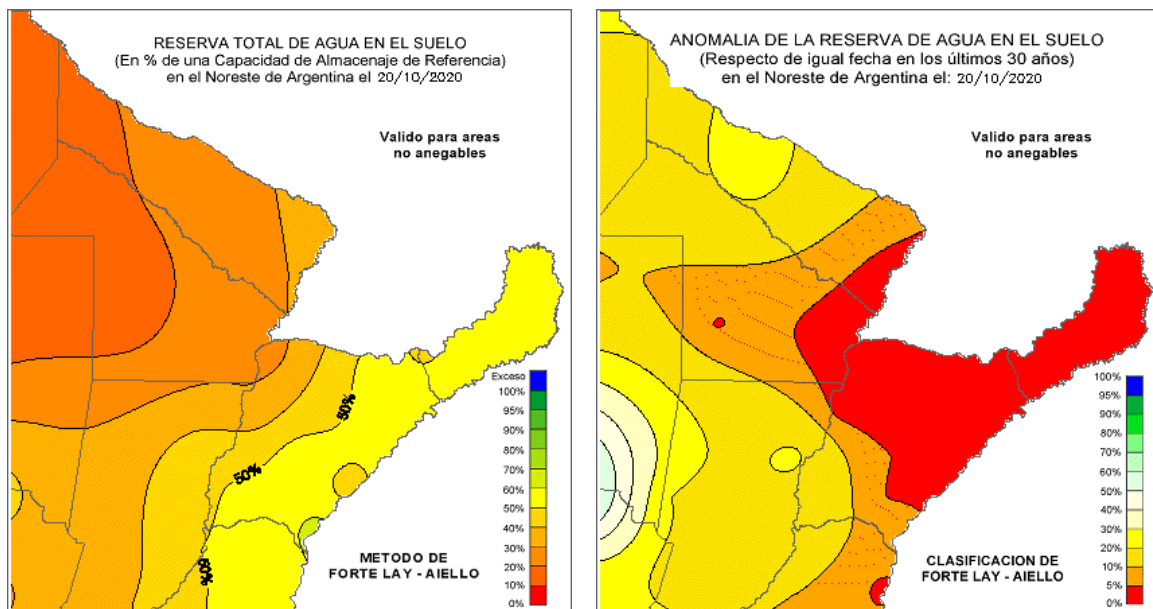 RESERVA TOTAL DE AGUA EN EL SUELO
(En % de una Capacidad de Almacenaje de Referencia)
en el Noreste de Argentina el 20/10/2020
Valido para areas
no anegables
50%
50%
50%
Exceso
100%
95%
90%
80%
70%
60%
50%
40%
30%
20%
10%
0%
METODO DE
FORTE LAY - AIELLO
ANOMALIA DE LA RESERVA DE AGUA EN EL SUELO
(Respecto de igual fecha en los últimos 30 años)
en el Noreste de Argentina el: 20/10/2020
Valido para areas
no anegables
100%
95%
90%
80%
70%
60%
50%
40%
30%
20%
10%
5%
0%
CLASIFICACION DE
FORTE LAY - AIELLO